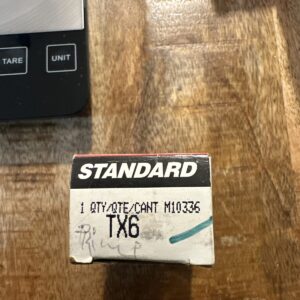 TARE
UNIT
STANDARD
1 QTY/QTE/CANT M10336
TX6